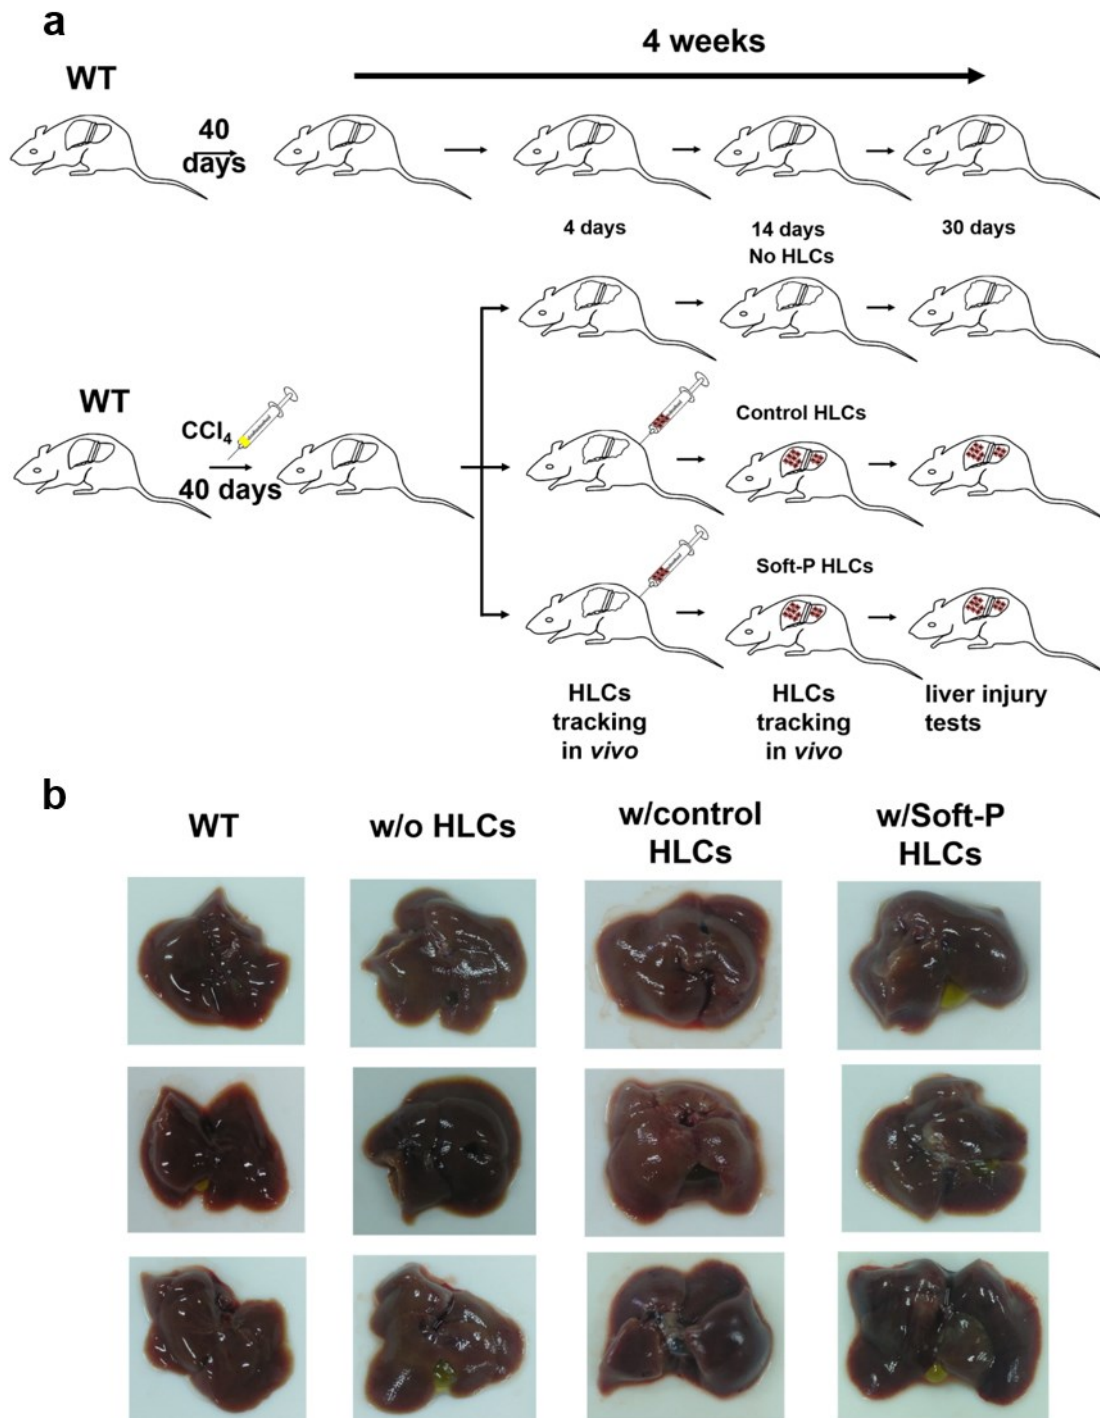 a
4 weeks
WT
40
days
4 days
14 days
30 days
No HLCs
WT
CCl4
40 days
Control HLCs
Soft-P HLCs
HLCs
tracking
in vivo
HLCs
tracking
in vivo
liver injury
tests
b
WT
w/o HLCs
w/control
HLCs
w/Soft-P
HLCs